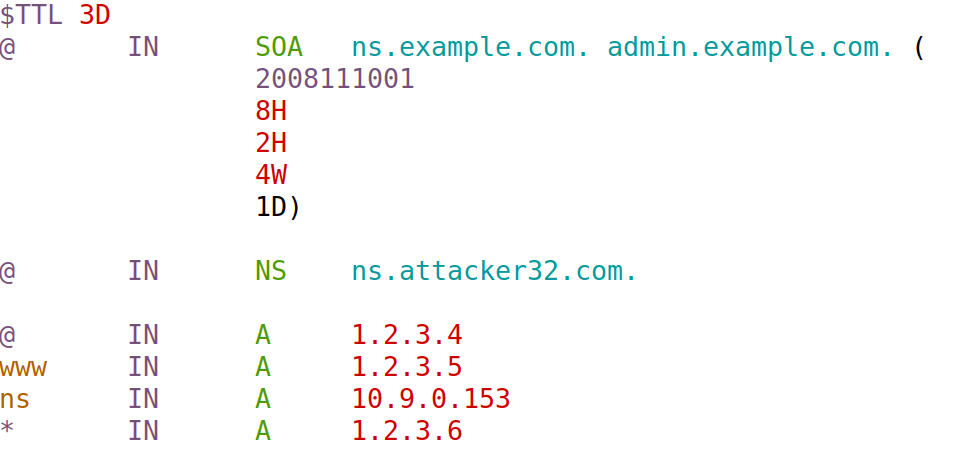 $TTL 3D
@       IN      SOA   ns.example.com. admin.example.com. (
                2008111001
                8H
                2H
                4W
                1D)

@       IN      NS    ns.attacker32.com.

@       IN      A     1.2.3.4
www     IN      A     1.2.3.5
ns      IN      A     10.9.0.153
*       IN      A     1.2.3.6